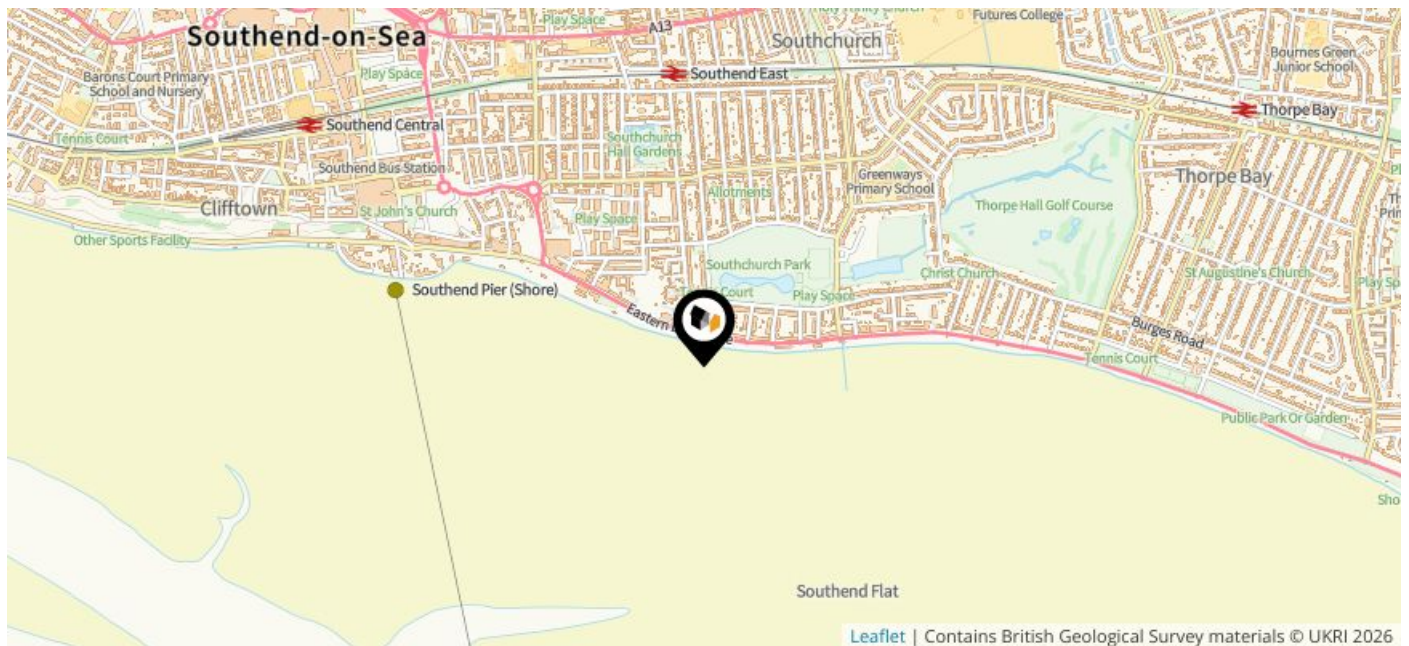 Southend-on-Sea
Play Space
A13
Southchurch
Futures College
Barons Court Primary
School and Nursery
Play Space
Southend East
Bournes Green
Junior School
Tennis Court
Southend Central
Southchurch
Hall Gardens
Thorpe Bay
Southend Bus Station
Clifftown
St John's Church
Play Space
Allotments
Greenways
Primary School
Thorpe Hall Golf Course
Thorpe Bay
Other Sports Facility
Southchurch Park
Christ Church
St Augustine's Church
Southend Pier (Shore)
Court
Play Space
Eastern
Burges Road
Tennis Court
Public Park Or Garden
Southend Flat
Leaflet | Contains British Geological Survey materials © UKRI 2026